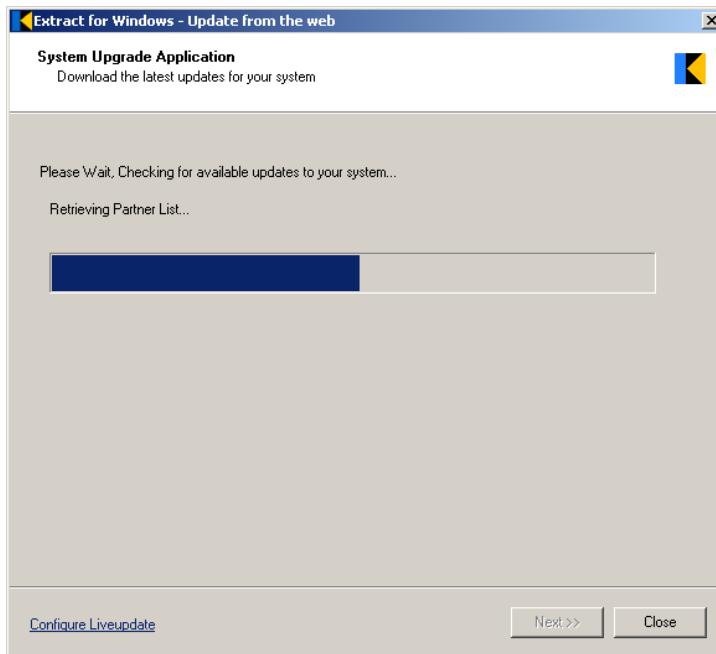 Extract for Windows - Update from the web
System Upgrade Application
Download the latest updates for your system
Please Wait, Checking for available updates to your system...
Retrieving Partner List...
Configure Liveupdate
Next >>
Close